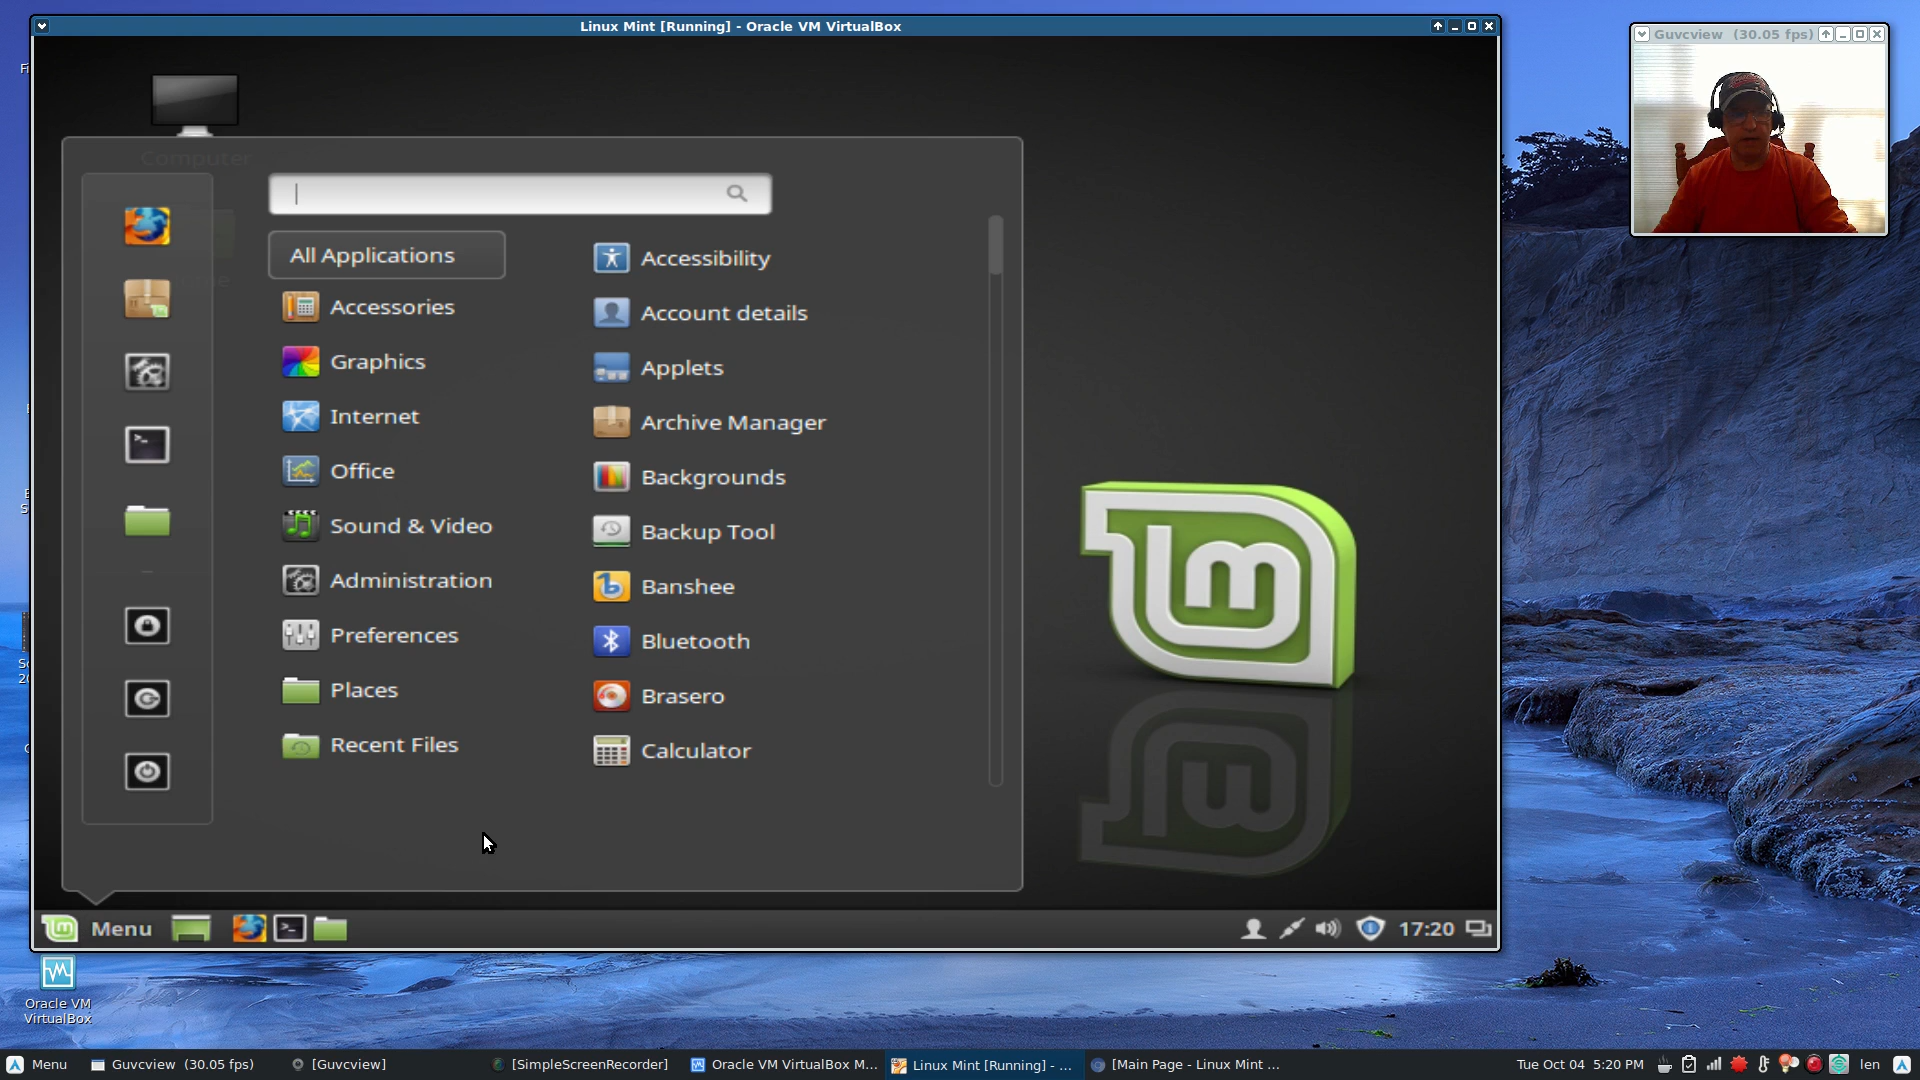 Linux Mint [Running] - Oracle VM VirtualBox
Guvcview (30.05 fps)
Computer
All Applications
Accessories
Graphics
Internet
Office
Sound & Video
Administration
Preferences
Places
Recent Files
Accessibility
Account details
Applets
Archive Manager
Backgrounds
Backup Tool
Banshee
Bluetooth
Brasero
Calculator
Menu
17:20
Oracle VM
VirtualBox
Menu
Guvcview (30.05 fps)
[Guvcview]
[SimpleScreenRecorder]
Oracle VM VirtualBox M...
Linux Mint [Running] - ...
[Main Page - Linux Mint ...
Tue Oct 04 5:20 PM
len